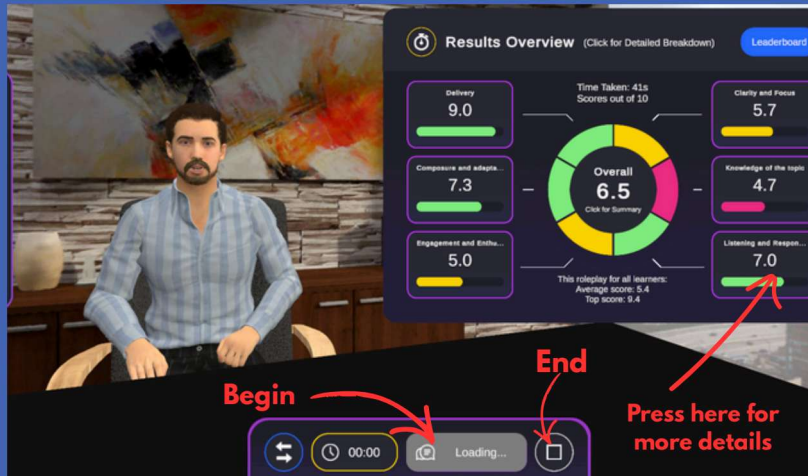 Results Overview (Click for Detailed Breakdown)
Leaderboard
Delivery
9.0
Time Taken: 41s
Scores out of 10
Clarity and Focus
5.7
Composure and adapta...
7.3
Overall
6.5
Click for Summary
Knowledge of the topic
4.7
Engagement and Enthu...
5.0
This roleplay for all learners:
Average score: 5.4
Top score: 9.4
Listening and Respon...
7.0
Begin
End
Press here for
more details
00:00
Loading...